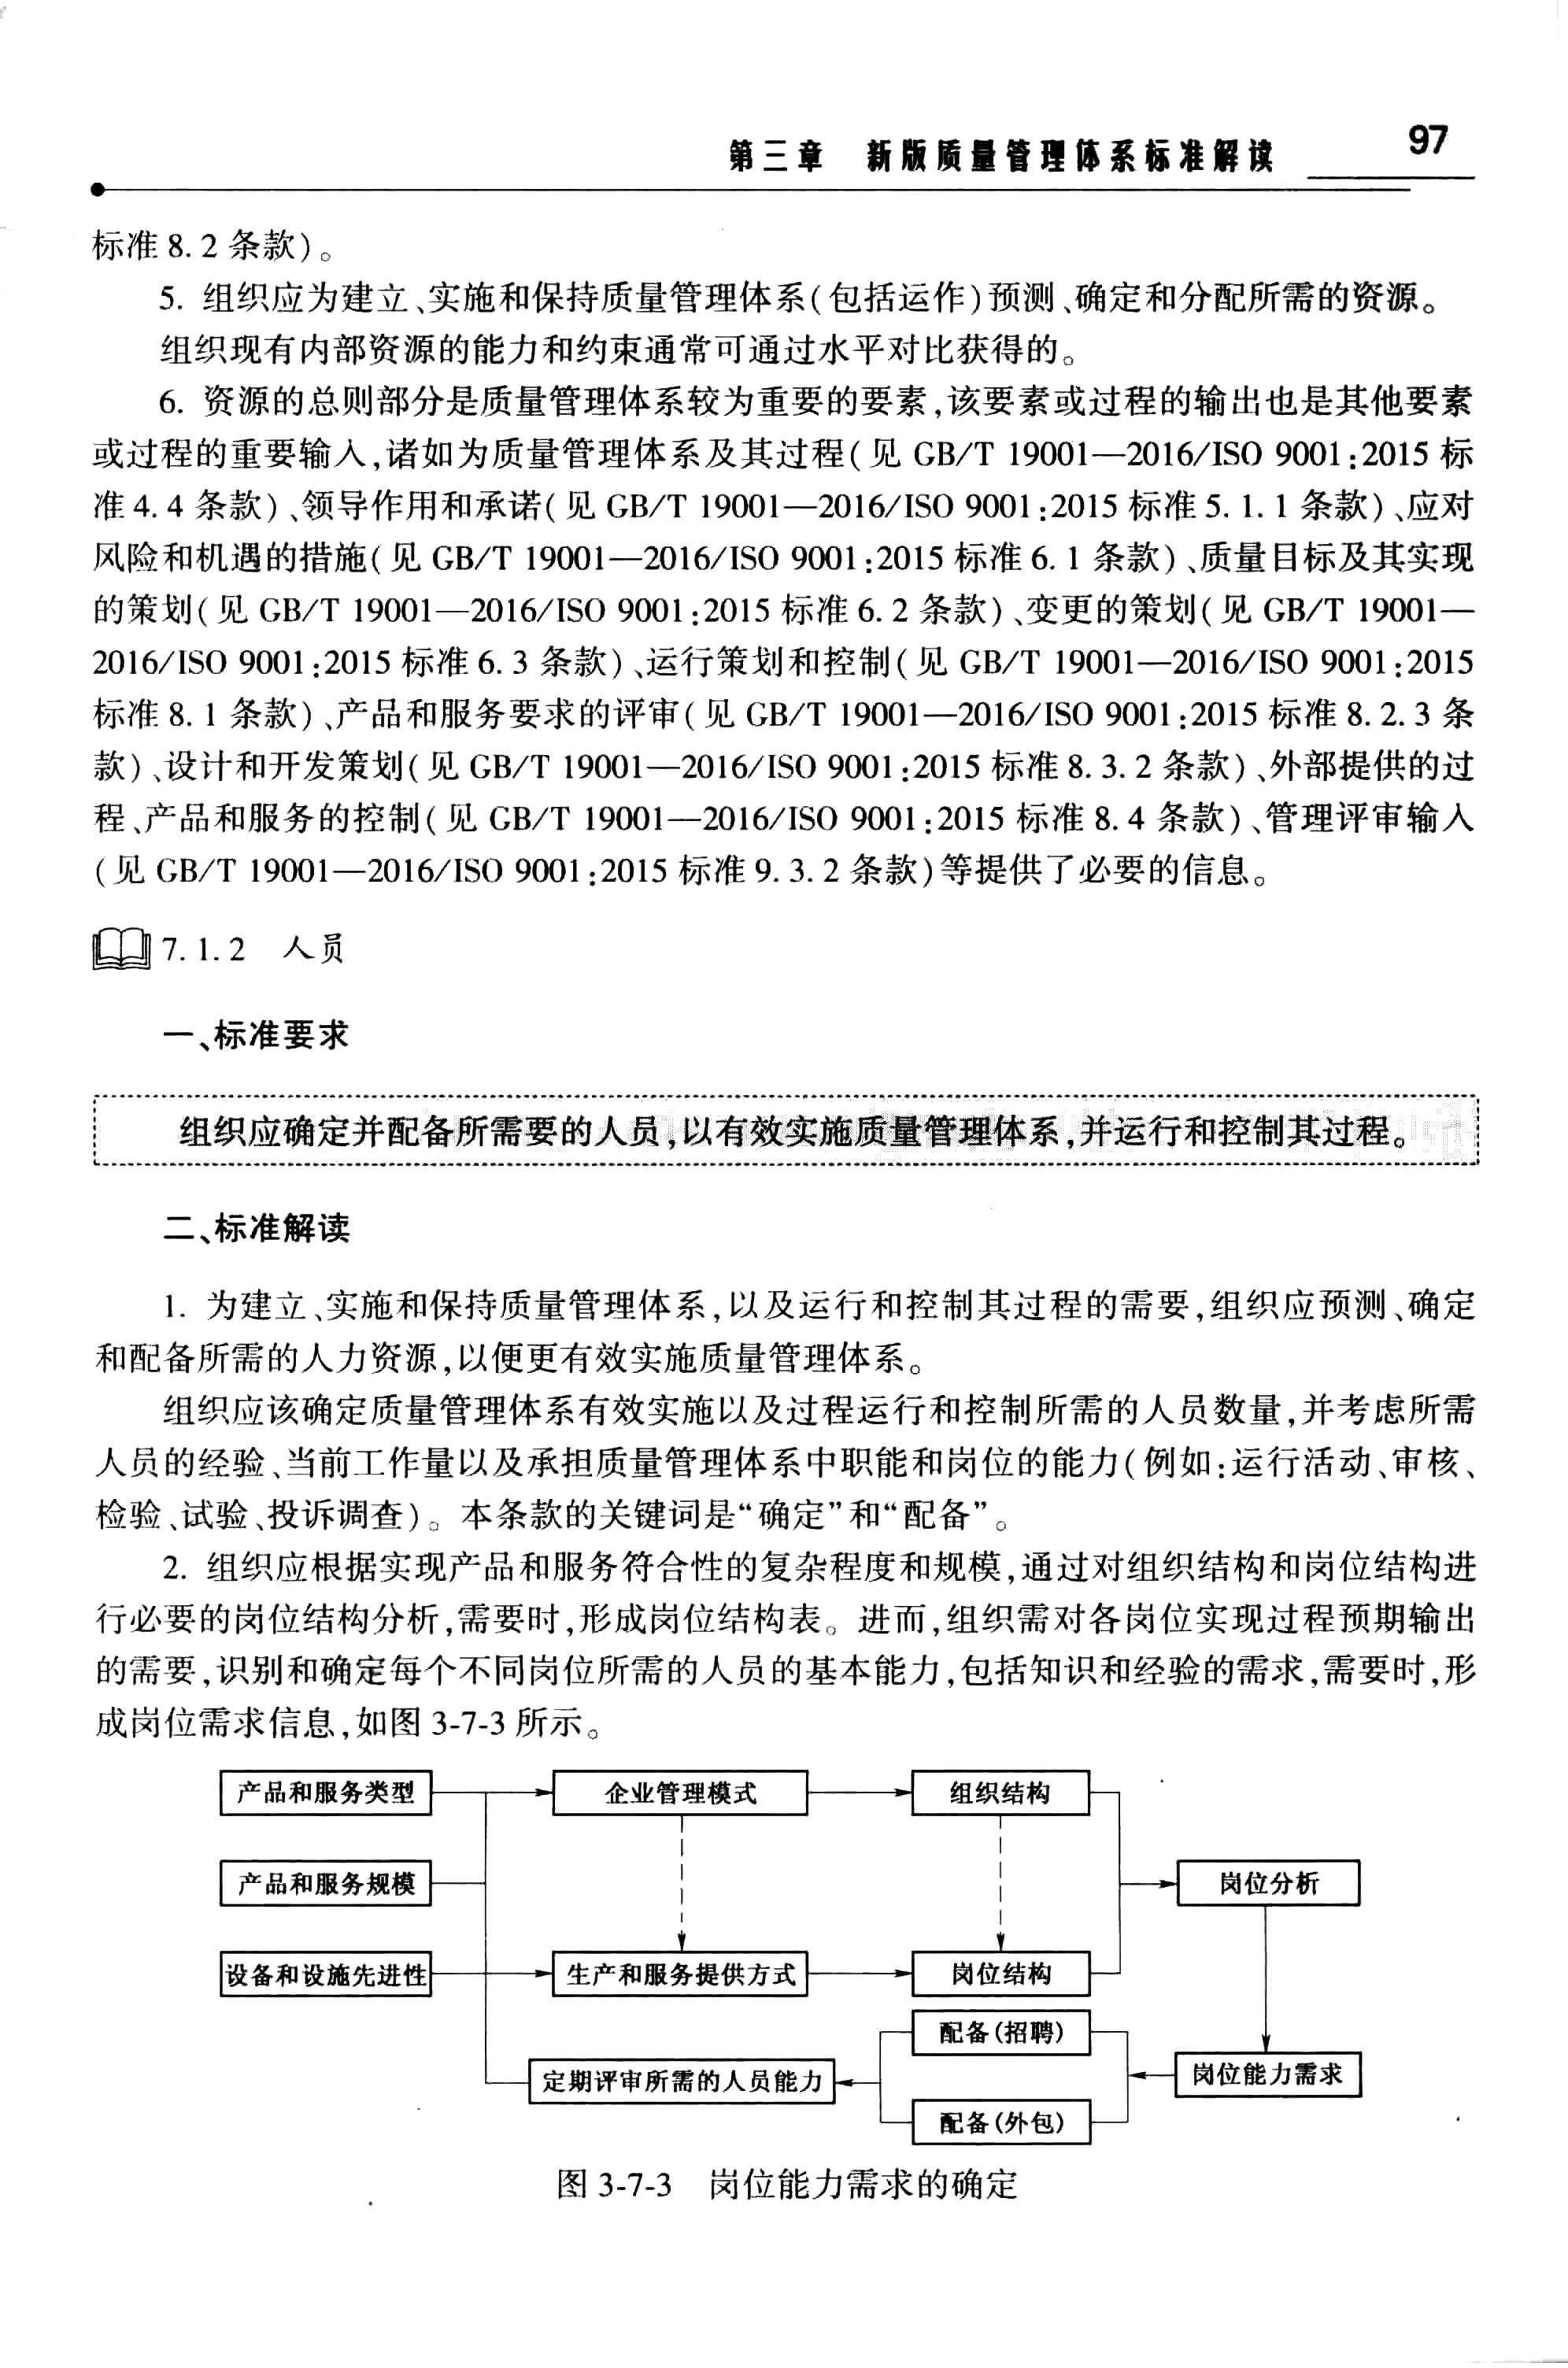 第三章 新版质量管理体系标准解读 97
标准8.2条款)。
5. 组织应为建立、实施和保持质量管理体系(包括运作)预测、确定和分配所需的资源。
组织现有内部资源的能力和约束通常可通过水平对比获得的。
6. 资源的总则部分是质量管理体系较为重要的要素,该要素或过程的输出也是其他要素
或过程的重要输入,诸如为质量管理体系及其过程(见 GB/T 19001—2016/ISO 9001:2015 标
准4.4条款)、领导作用和承诺(见 GB/T 19001—2016/ISO 9001:2015 标准5.1.1条款)、应对
风险和机遇的措施(见 GB/T 19001—2016/ISO 9001:2015 标准6.1条款)、质量目标及其实现
的策划(见 GB/T 19001—2016/ISO 9001:2015 标准6.2条款)、变更的策划(见 GB/T 19001—
2016/ISO 9001:2015 标准6.3条款)、运行策划和控制(见 GB/T 19001—2016/ISO 9001:2015
标准8.1条款)、产品和服务要求的评审(见 GB/T 19001—2016/ISO 9001:2015 标准8.2.3条
款)、设计和开发策划(见 GB/T 19001—2016/ISO 9001:2015 标准8.3.2条款)、外部提供的过
程、产品和服务的控制(见 GB/T 19001—2016/ISO 9001:2015 标准8.4条款)、管理评审输入
(见 GB/T 19001—2016/ISO 9001:2015 标准9.3.2条款)等提供了必要的信息。
7.1.2 人员
一、标准要求
组织应确定并配备所需要的人员,以有效实施质量管理体系,并运行和控制其过程。
二、标准解读
1. 为建立、实施和保持质量管理体系,以及运行和控制其过程的需要,组织应预测、确定
和配备所需的人力资源,以便更有效实施质量管理体系。
组织应该确定质量管理体系有效实施以及过程运行和控制所需的人员数量,并考虑所需
人员的经验、当前工作量以及承担质量管理体系中职能和岗位的能力(例如:运行活动、审核、
检验、试验、投诉调查)。本条款的关键词是“确定”和“配备”。
2. 组织应根据实现产品和服务符合性的复杂程度和规模,通过对组织结构和岗位结构进
行必要的岗位结构分析,需要时,形成岗位结构表。进而,组织需对各岗位实现过程预期输出
的需要,识别和确定每个不同岗位所需的人员的基本能力,包括知识和经验的需求,需要时,形
成岗位需求信息,如图3-7-3所示。
产品和服务类型 企业管理模式 组织结构
产品和服务规模 岗位分析
设备和设施先进性 生产和服务提供方式 岗位结构
配备(招聘)
定期评审所需的人员能力 岗位能力需求
配备(外包)
图3-7-3 岗位能力需求的确定